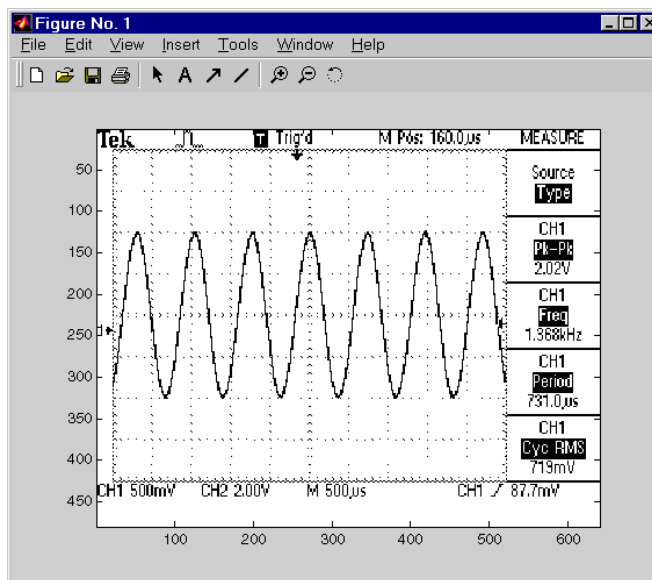 Figure No. 1
File Edit View Insert Tools Window Help
A
Tek T Trig'd M Pos: 160.0µs MEASURE
Source
Type
CH1
Pk-Pk
2.02V
CH1
Freq
1.368kHz
CH1
Period
731.0µs
CH1
Cyc RMS
719mV
CH1 500mV CH2 2.00V M 500µs CH1 87.7mV
50
100
150
200
250
300
350
400
450
100 200 300 400 500 600